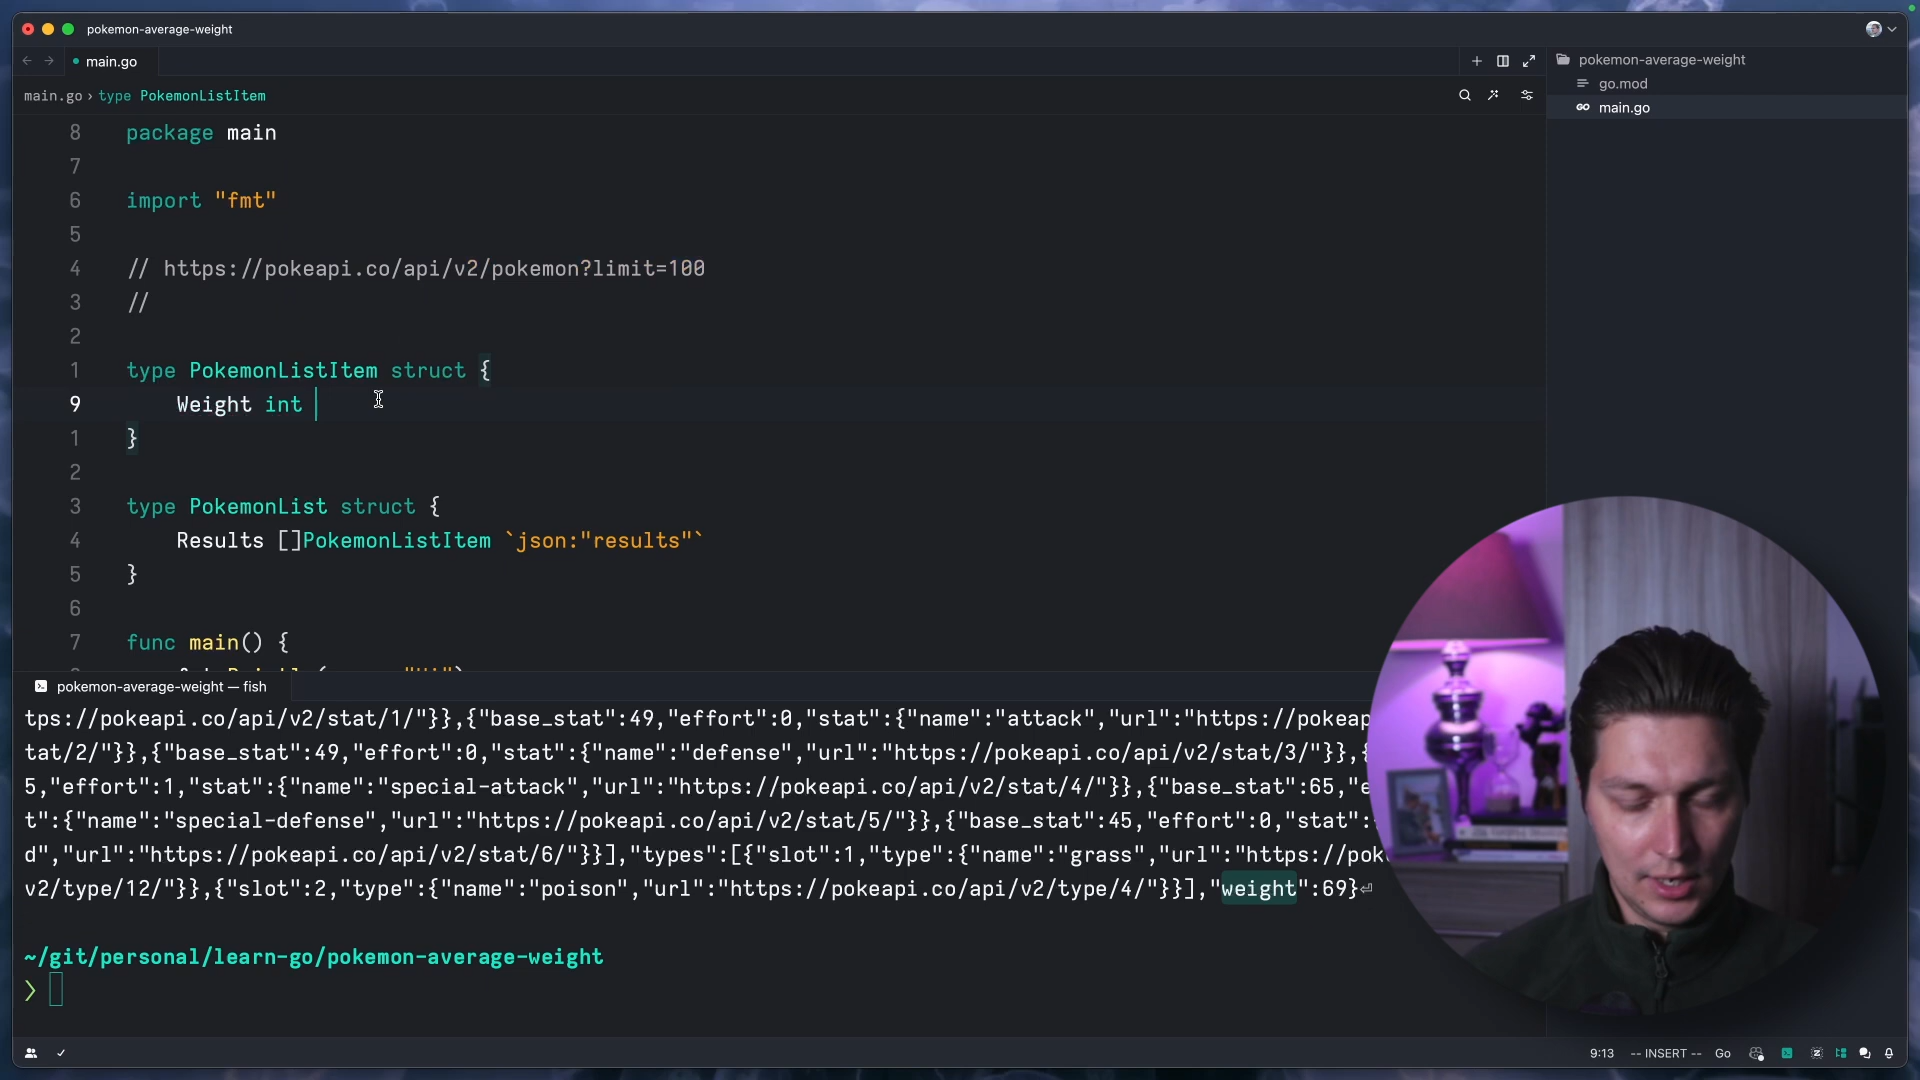 pokemon-average-weight
main.go
pokemon-average-weight
go.mod
main.go
main.go › type PokemonListItem
8 package main
7
6 import "fmt"
5
4 // https://pokeapi.co/api/v2/pokemon?limit=100
3 //
2
1 type PokemonListItem struct {
9 Weight int
1 }
2
3 type PokemonList struct {
4 Results []PokemonListItem `json:"results"`
5 }
6
7 func main() {
pokemon-average-weight — fish
tps://pokeapi.co/api/v2/stat/1/"}},{"base_stat":49,"effort":0,"stat":{"name":"attack","url":"https://pokeap
tat/2/"}},{"base_stat":49,"effort":0,"stat":{"name":"defense","url":"https://pokeapi.co/api/v2/stat/3/"}},{
5,"effort":1,"stat":{"name":"special-attack","url":"https://pokeapi.co/api/v2/stat/4/"}},{"base_stat":65,"e
t":{"name":"special-defense","url":"https://pokeapi.co/api/v2/stat/5/"}},{"base_stat":45,"effort":0,"stat":
d","url":"https://pokeapi.co/api/v2/stat/6/"}}],"types":[{"slot":1,"type":{"name":"grass","url":"https://pok
v2/type/12/"}},{"slot":2,"type":{"name":"poison","url":"https://pokeapi.co/api/v2/type/4/"}}],"weight":69}⏎
~/git/personal/learn-go/pokemon-average-weight
❯
9:13 -- INSERT -- Go